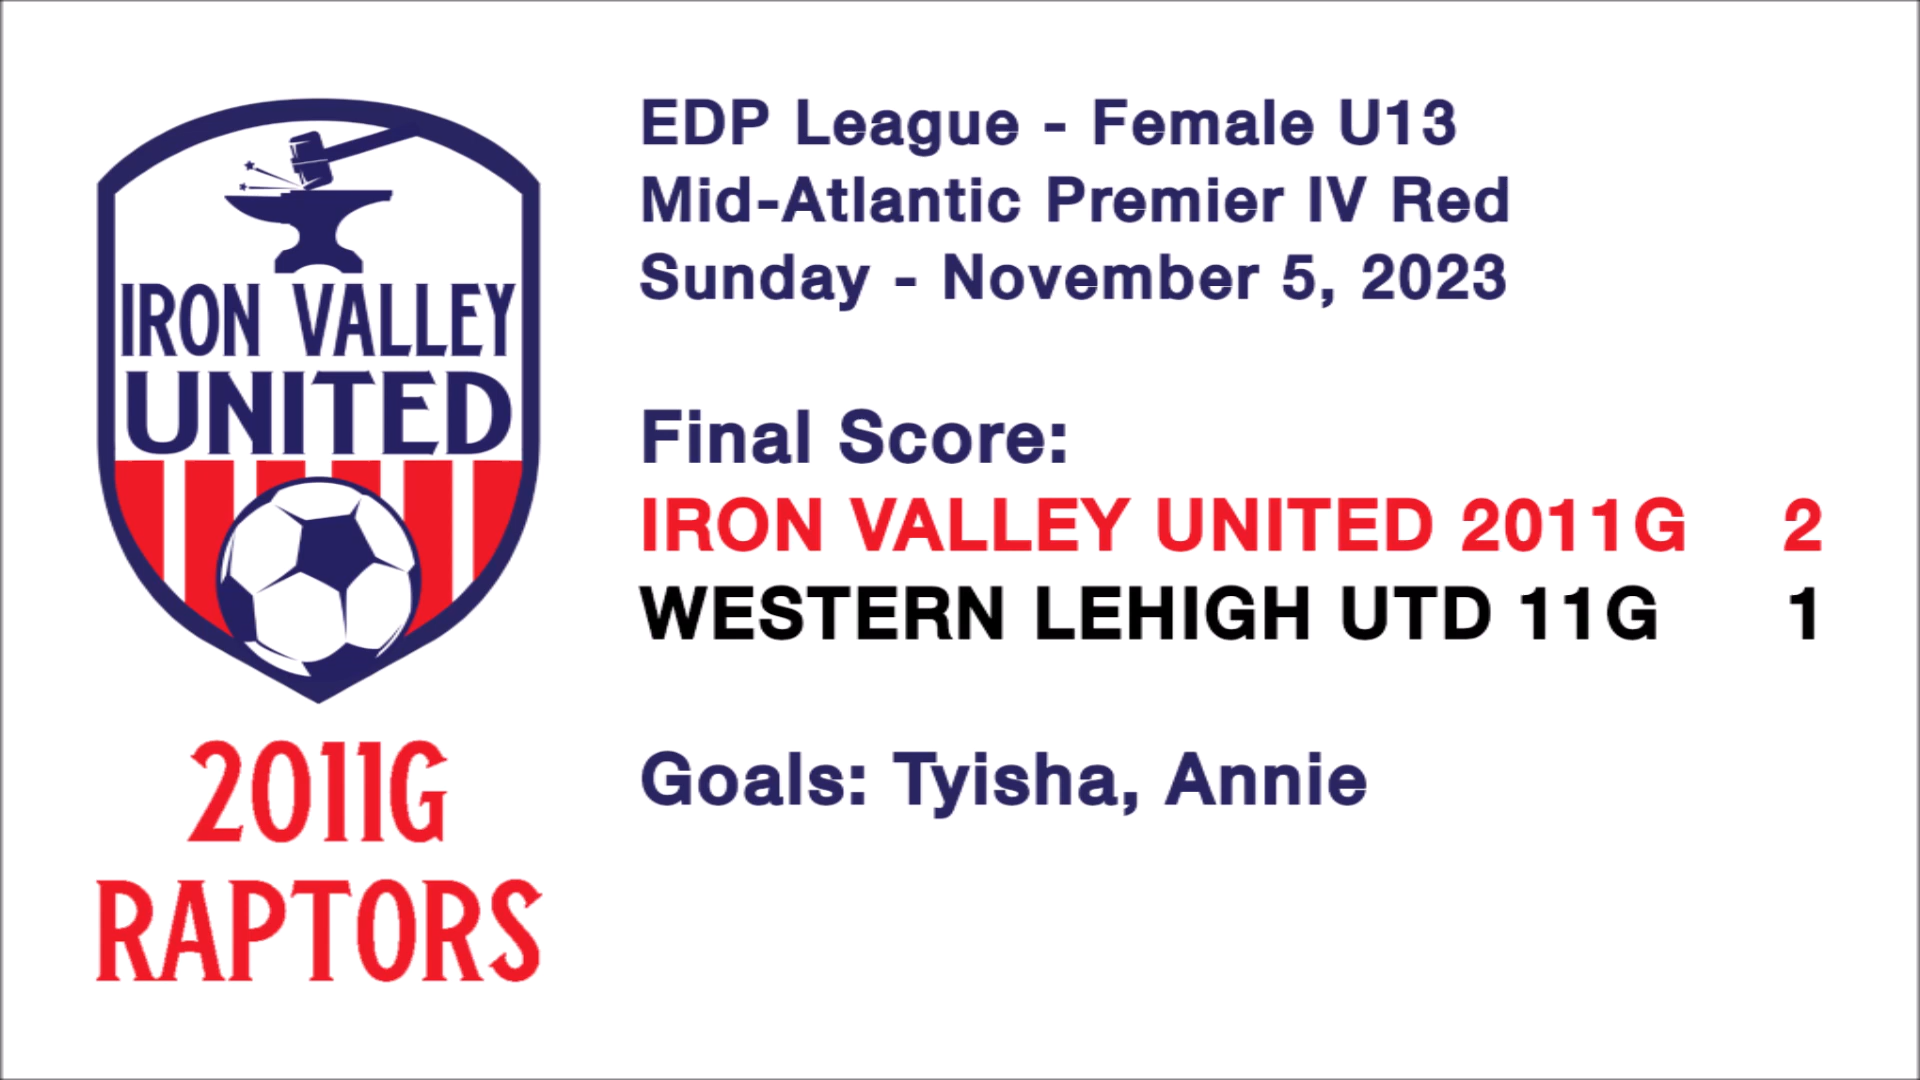 IRON VALLEY
UNITED
2011G
RAPTORS
EDP League - Female U13
Mid-Atlantic Premier IV Red
Sunday - November 5, 2023
Final Score:
IRON VALLEY UNITED 2011G 2
WESTERN LEHIGH UTD 11G 1
Goals: Tyisha, Annie